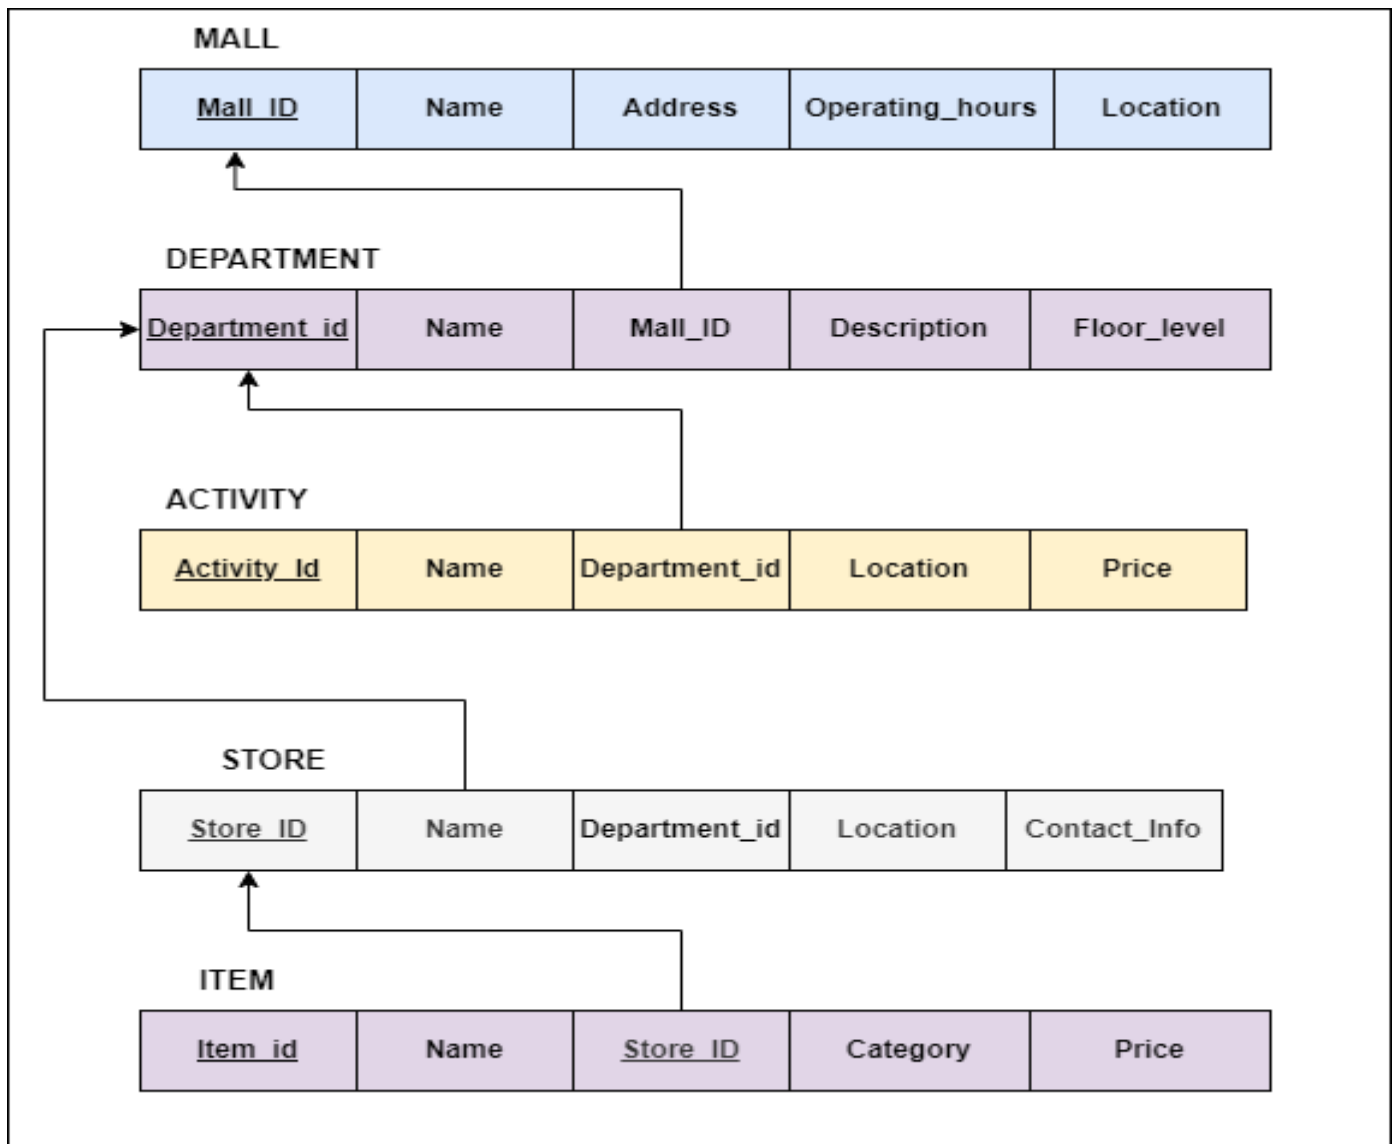 MALL
Mall_ID Name Address Operating_hours Location
DEPARTMENT
Department_id Name Mall_ID Description Floor_level
ACTIVITY
Activity_Id Name Department_id Location Price
STORE
Store_ID Name Department_id Location Contact_Info
ITEM
Item_id Name Store_ID Category Price